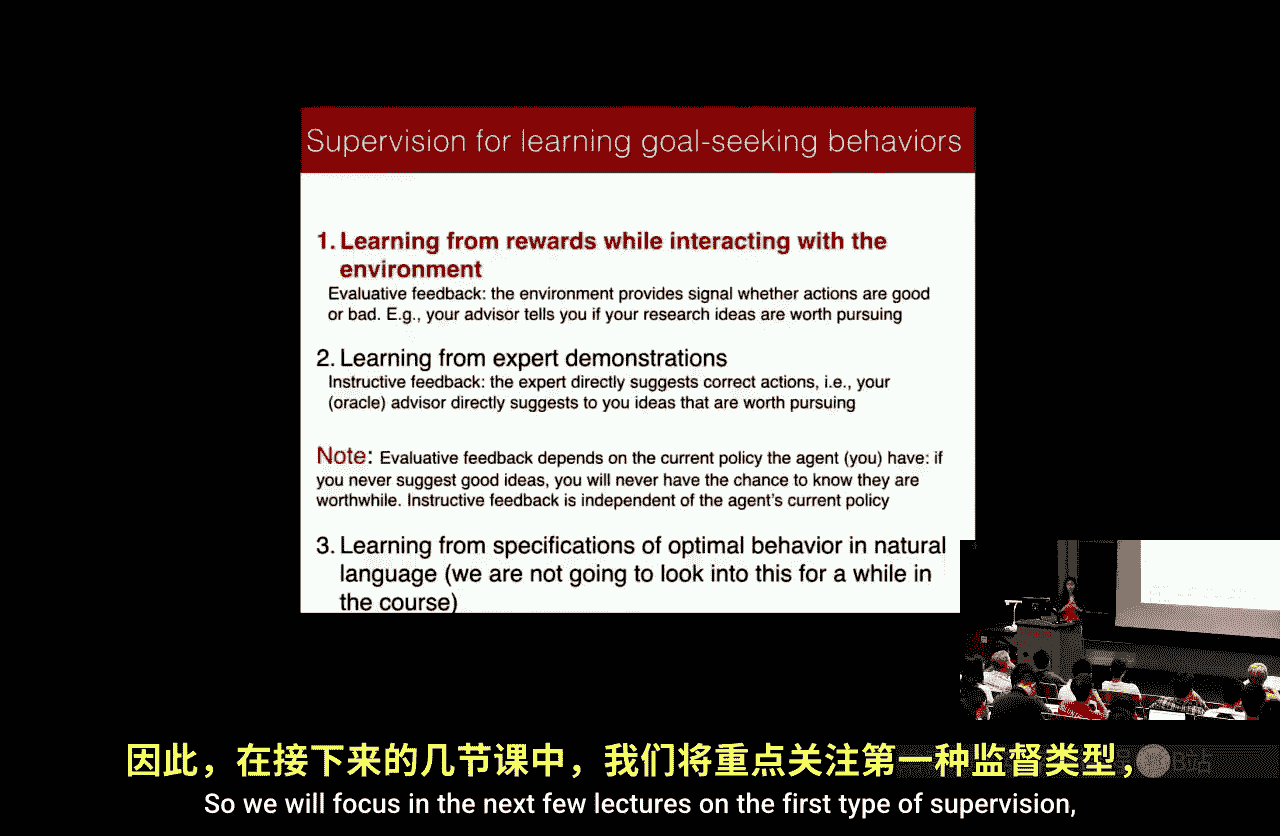 Supervision for learning goal-seeking behaviors
1. Learning from rewards while interacting with the
environment
Evaluative feedback: the environment provides signal whether actions are good
or bad. E.g., your advisor tells you if your research ideas are worth pursuing
2. Learning from expert demonstrations
Instructive feedback: the expert directly suggests correct actions, i.e., your
(oracle) advisor directly suggests to you ideas that are worth pursuing
Note: Evaluative feedback depends on the current policy the agent (you) have: if
you never suggest good ideas, you will never have the chance to know they are
worthwhile. Instructive feedback is independent of the agent's current policy
3. Learning from specifications of optimal behavior in natural
language (we are not going to look into this for a while in
the course)
因此，在接下来的几节课中，我们将重点关注第一种监督类型，
B站
So we will focus in the next few lectures on the first type of supervision,